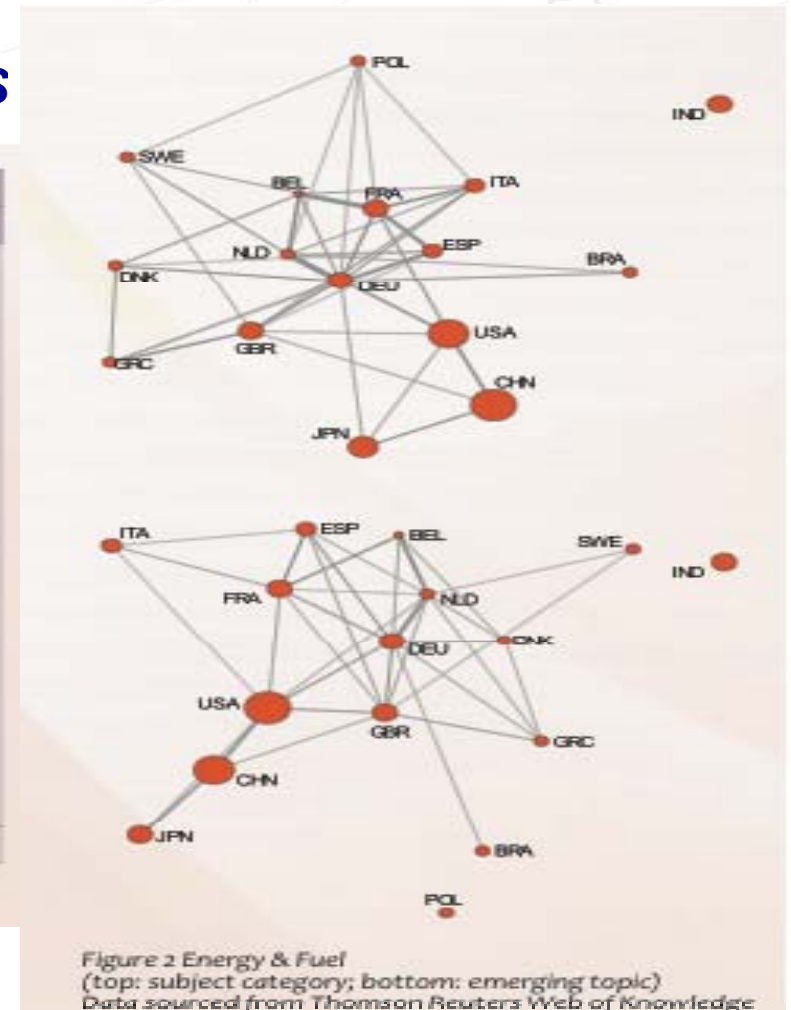 S
POL
IND
SWE
BEL
FRA
ITA
NLD
ESP
BRA
DNK
DEU
GBR
USA
GRC
CHN
JPN
ITA
ESP
BEL
SWE
IND
FRA
NLD
DEU
DNK
USA
GBR
GRC
CHN
JPN
BRA
POL
Figure 2 Energy & Fuel
(top: subject category; bottom: emerging topic)
Data sourced from Thomson Reuters Web of Knowledge